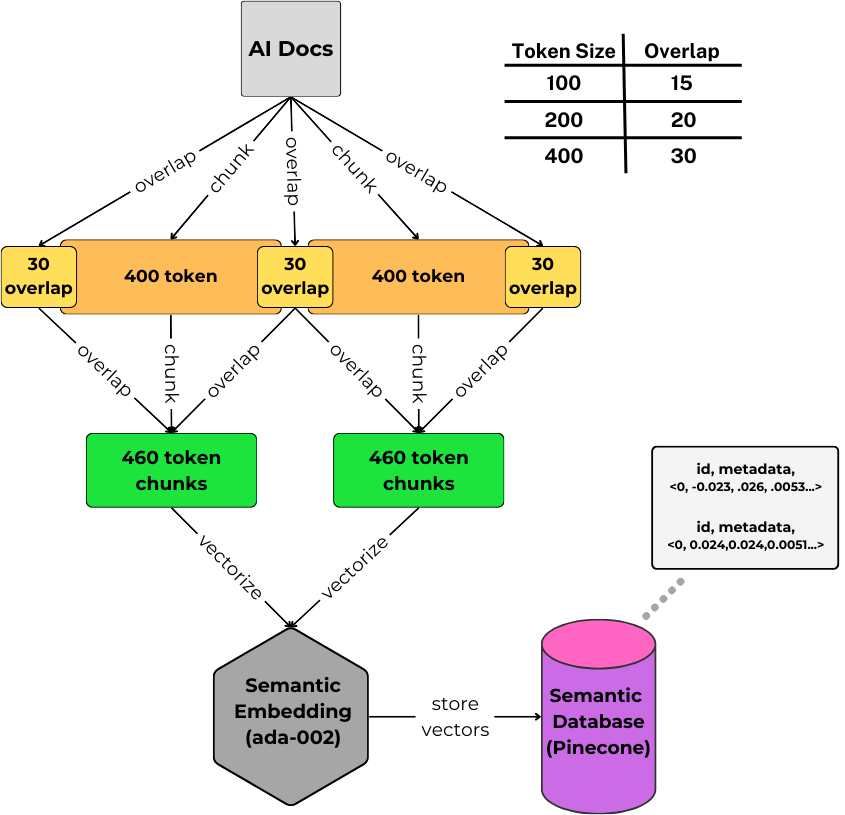 AI Docs
Token Size Overlap
100 15
200 20
400 30
overlap
chunk
overlap
chunk
overlap
30
overlap
400 token
30
overlap
400 token
30
overlap
overlap
chunk
overlap
overlap
chunk
overlap
460 token
chunks
460 token
chunks
id, metadata,
<0, -0.023, .026, .0053...>
id, metadata,
<0, 0.024,0.024,0.0051...>
vectorize
vectorize
Semantic
Embedding
(ada-002)
store
vectors
Semantic
Database
(Pinecone)